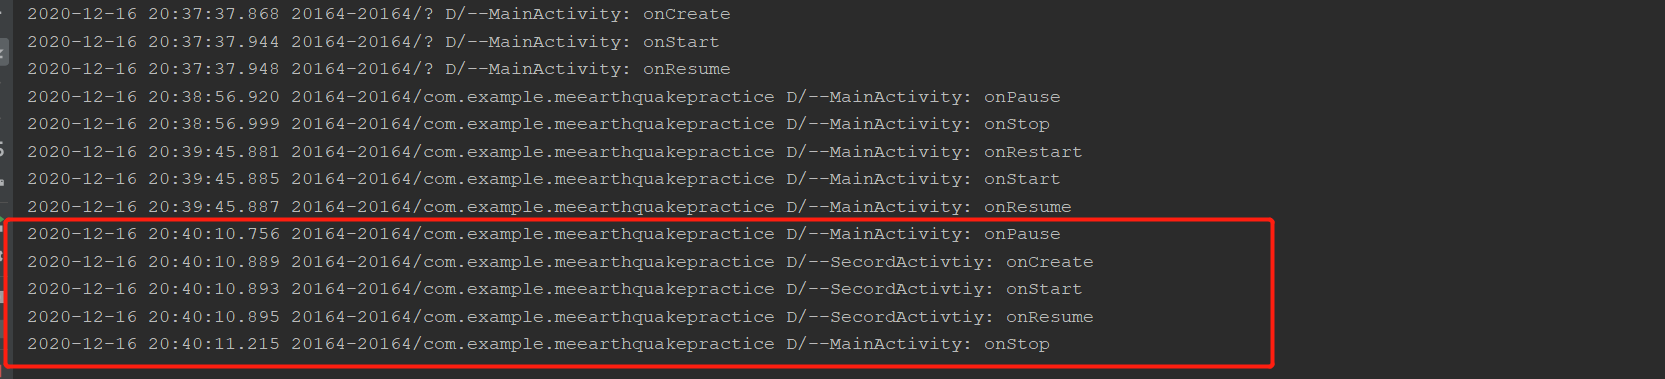 2020-12-16 20:37:37.868 20164-20164/? D/--MainActivity: onCreate
2020-12-16 20:37:37.944 20164-20164/? D/--MainActivity: onStart
2020-12-16 20:37:37.948 20164-20164/? D/--MainActivity: onResume
2020-12-16 20:38:56.920 20164-20164/com.example.meearthquakepractice D/--MainActivity: onPause
2020-12-16 20:38:56.999 20164-20164/com.example.meearthquakepractice D/--MainActivity: onStop
2020-12-16 20:39:45.881 20164-20164/com.example.meearthquakepractice D/--MainActivity: onRestart
2020-12-16 20:39:45.885 20164-20164/com.example.meearthquakepractice D/--MainActivity: onStart
2020-12-16 20:39:45.887 20164-20164/com.example.meearthquakepractice D/--MainActivity: onResume
2020-12-16 20:40:10.756 20164-20164/com.example.meearthquakepractice D/--MainActivity: onPause
2020-12-16 20:40:10.889 20164-20164/com.example.meearthquakepractice D/--SecordActivtiy: onCreate
2020-12-16 20:40:10.893 20164-20164/com.example.meearthquakepractice D/--SecordActivtiy: onStart
2020-12-16 20:40:10.895 20164-20164/com.example.meearthquakepractice D/--SecordActivtiy: onResume
2020-12-16 20:40:11.215 20164-20164/com.example.meearthquakepractice D/--MainActivity: onStop